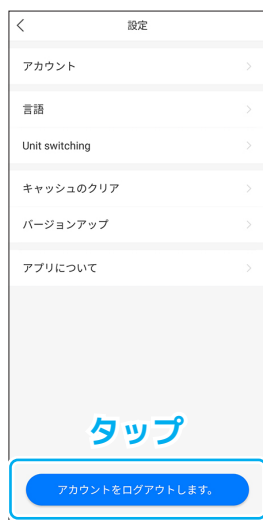 設定
アカウント
言語
Unit switching
キャッシュのクリア
バージョンアップ
アプリについて
タップ
アカウントをログアウトします。